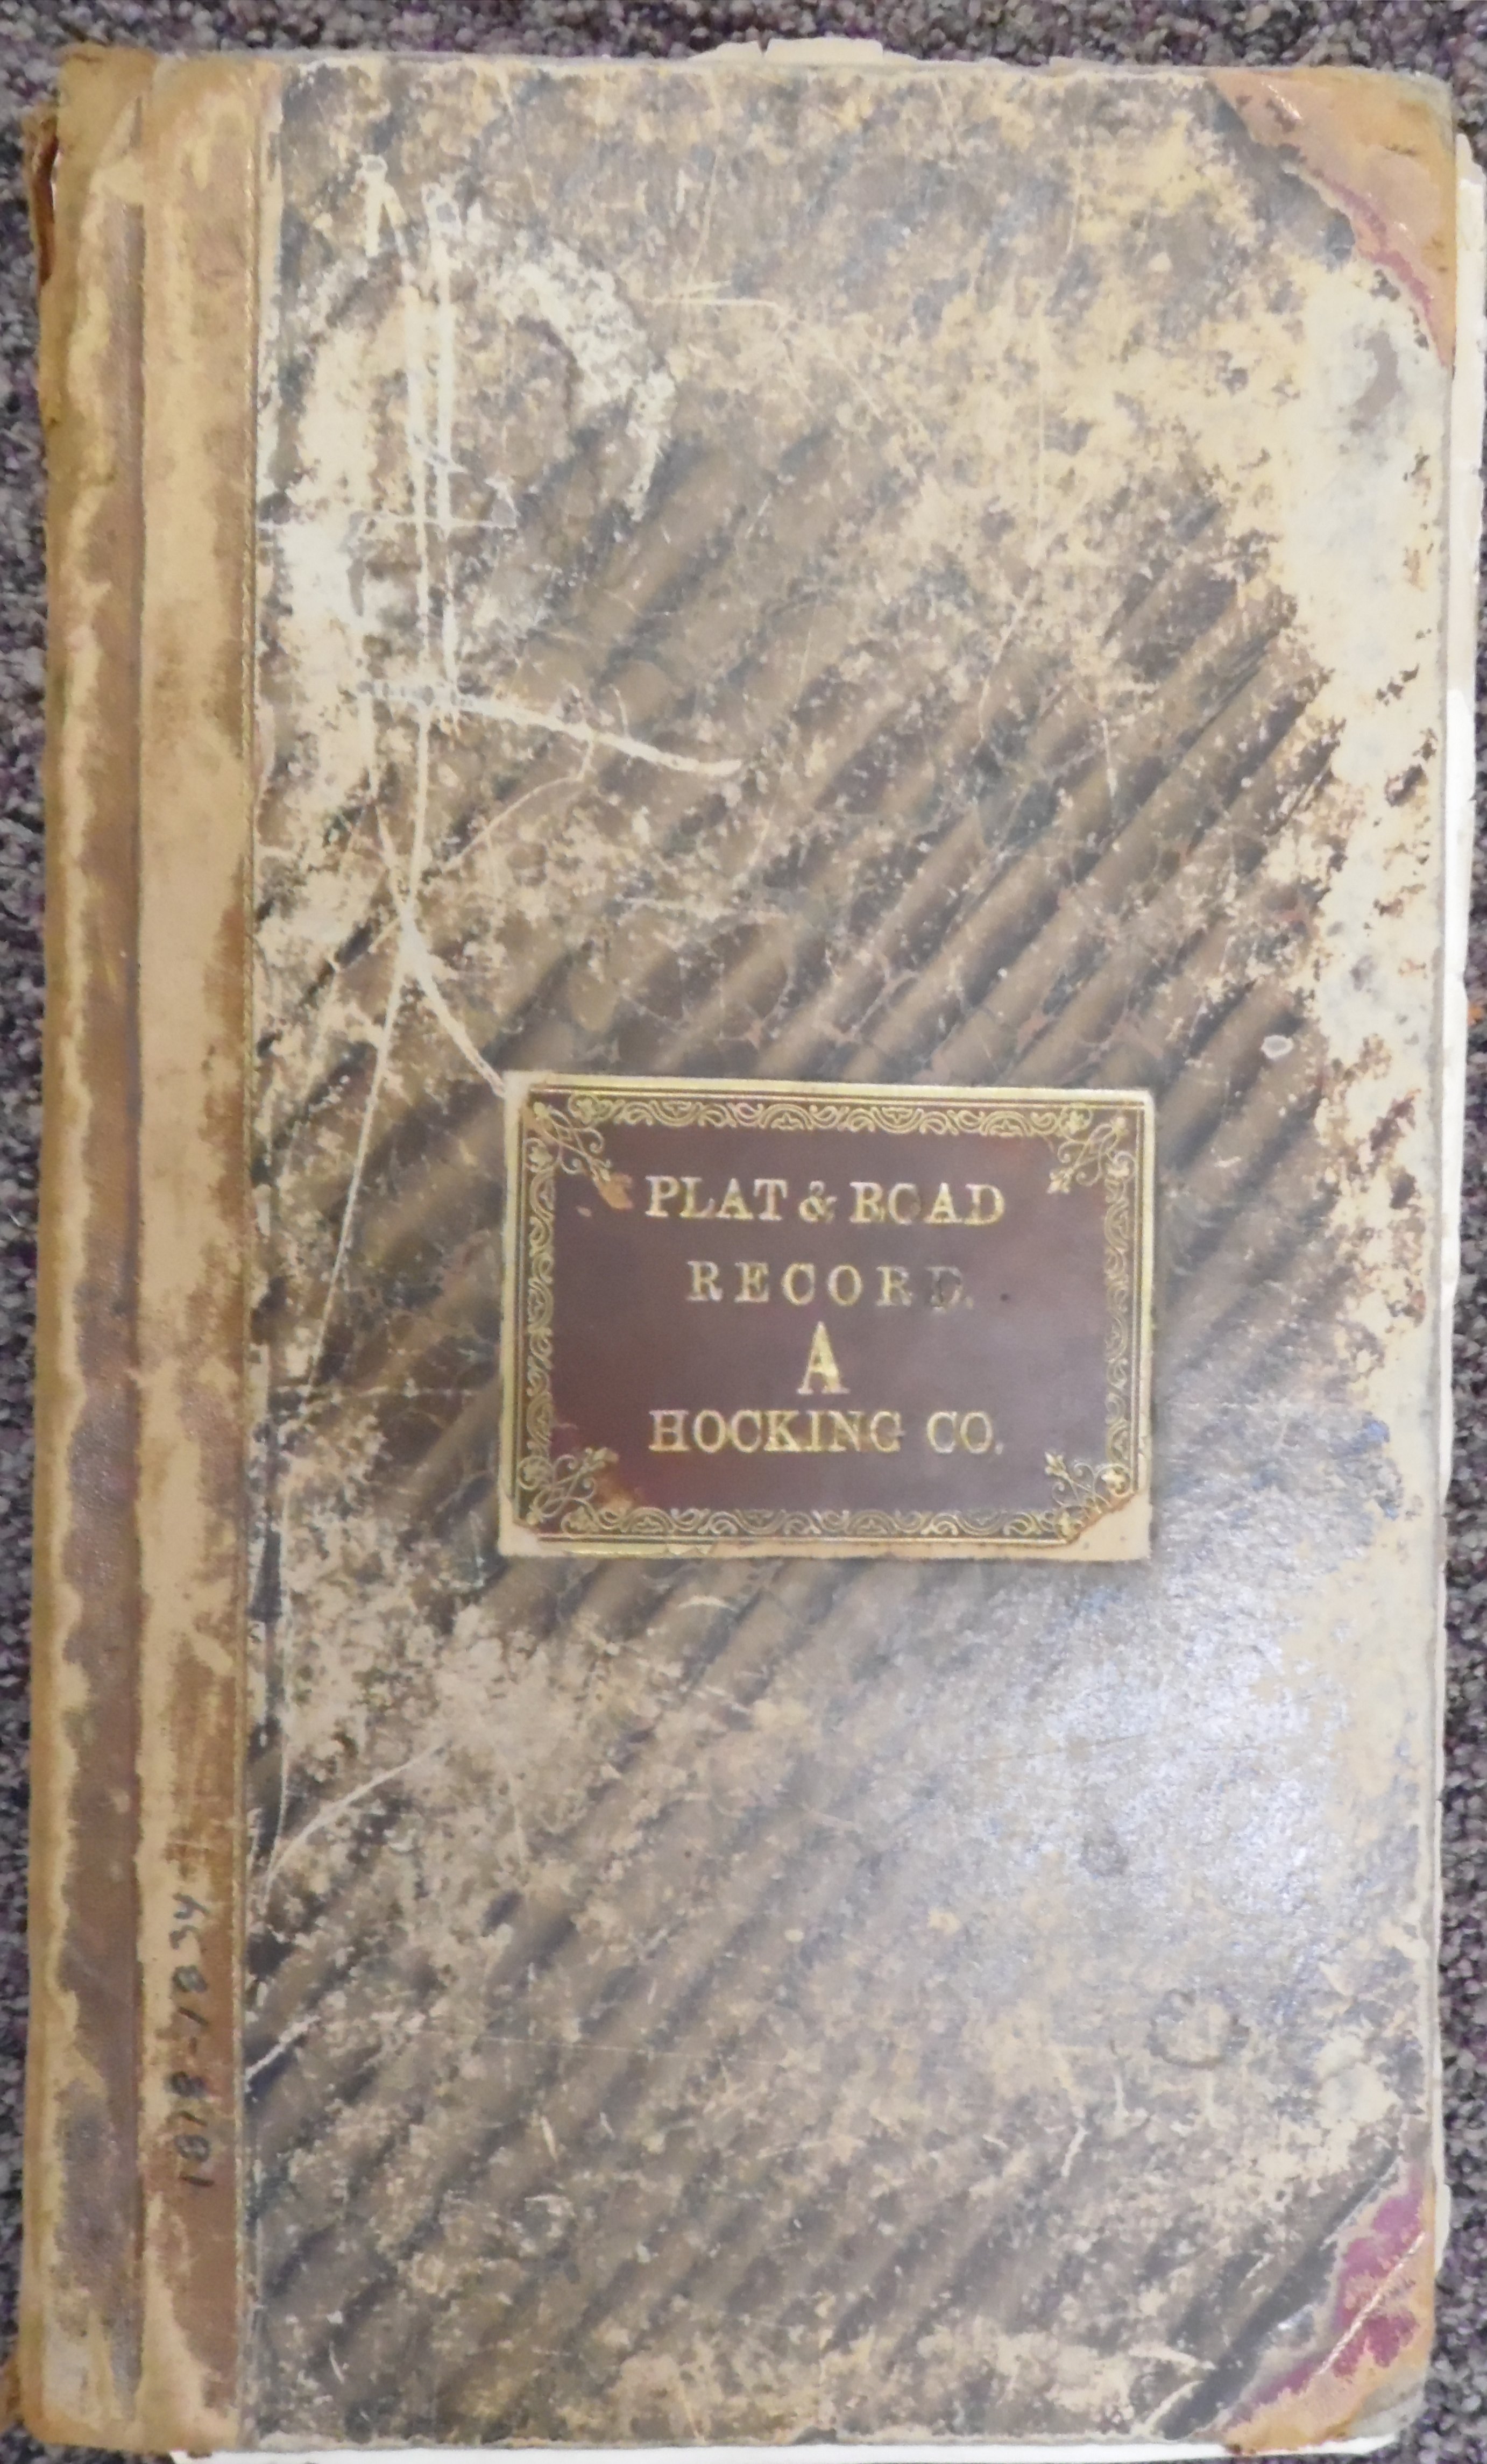 PLAT & ROAD
RECORD.
A
HOCKING CO.
1818-1834